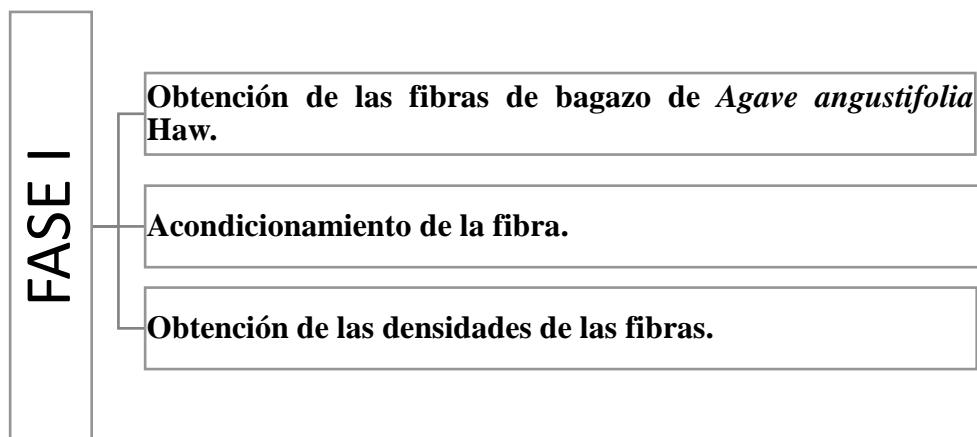 FASE I
Obtención de las fibras de bagazo de Agave angustifolia
Haw.
Acondicionamiento de la fibra.
Obtención de las densidades de las fibras.